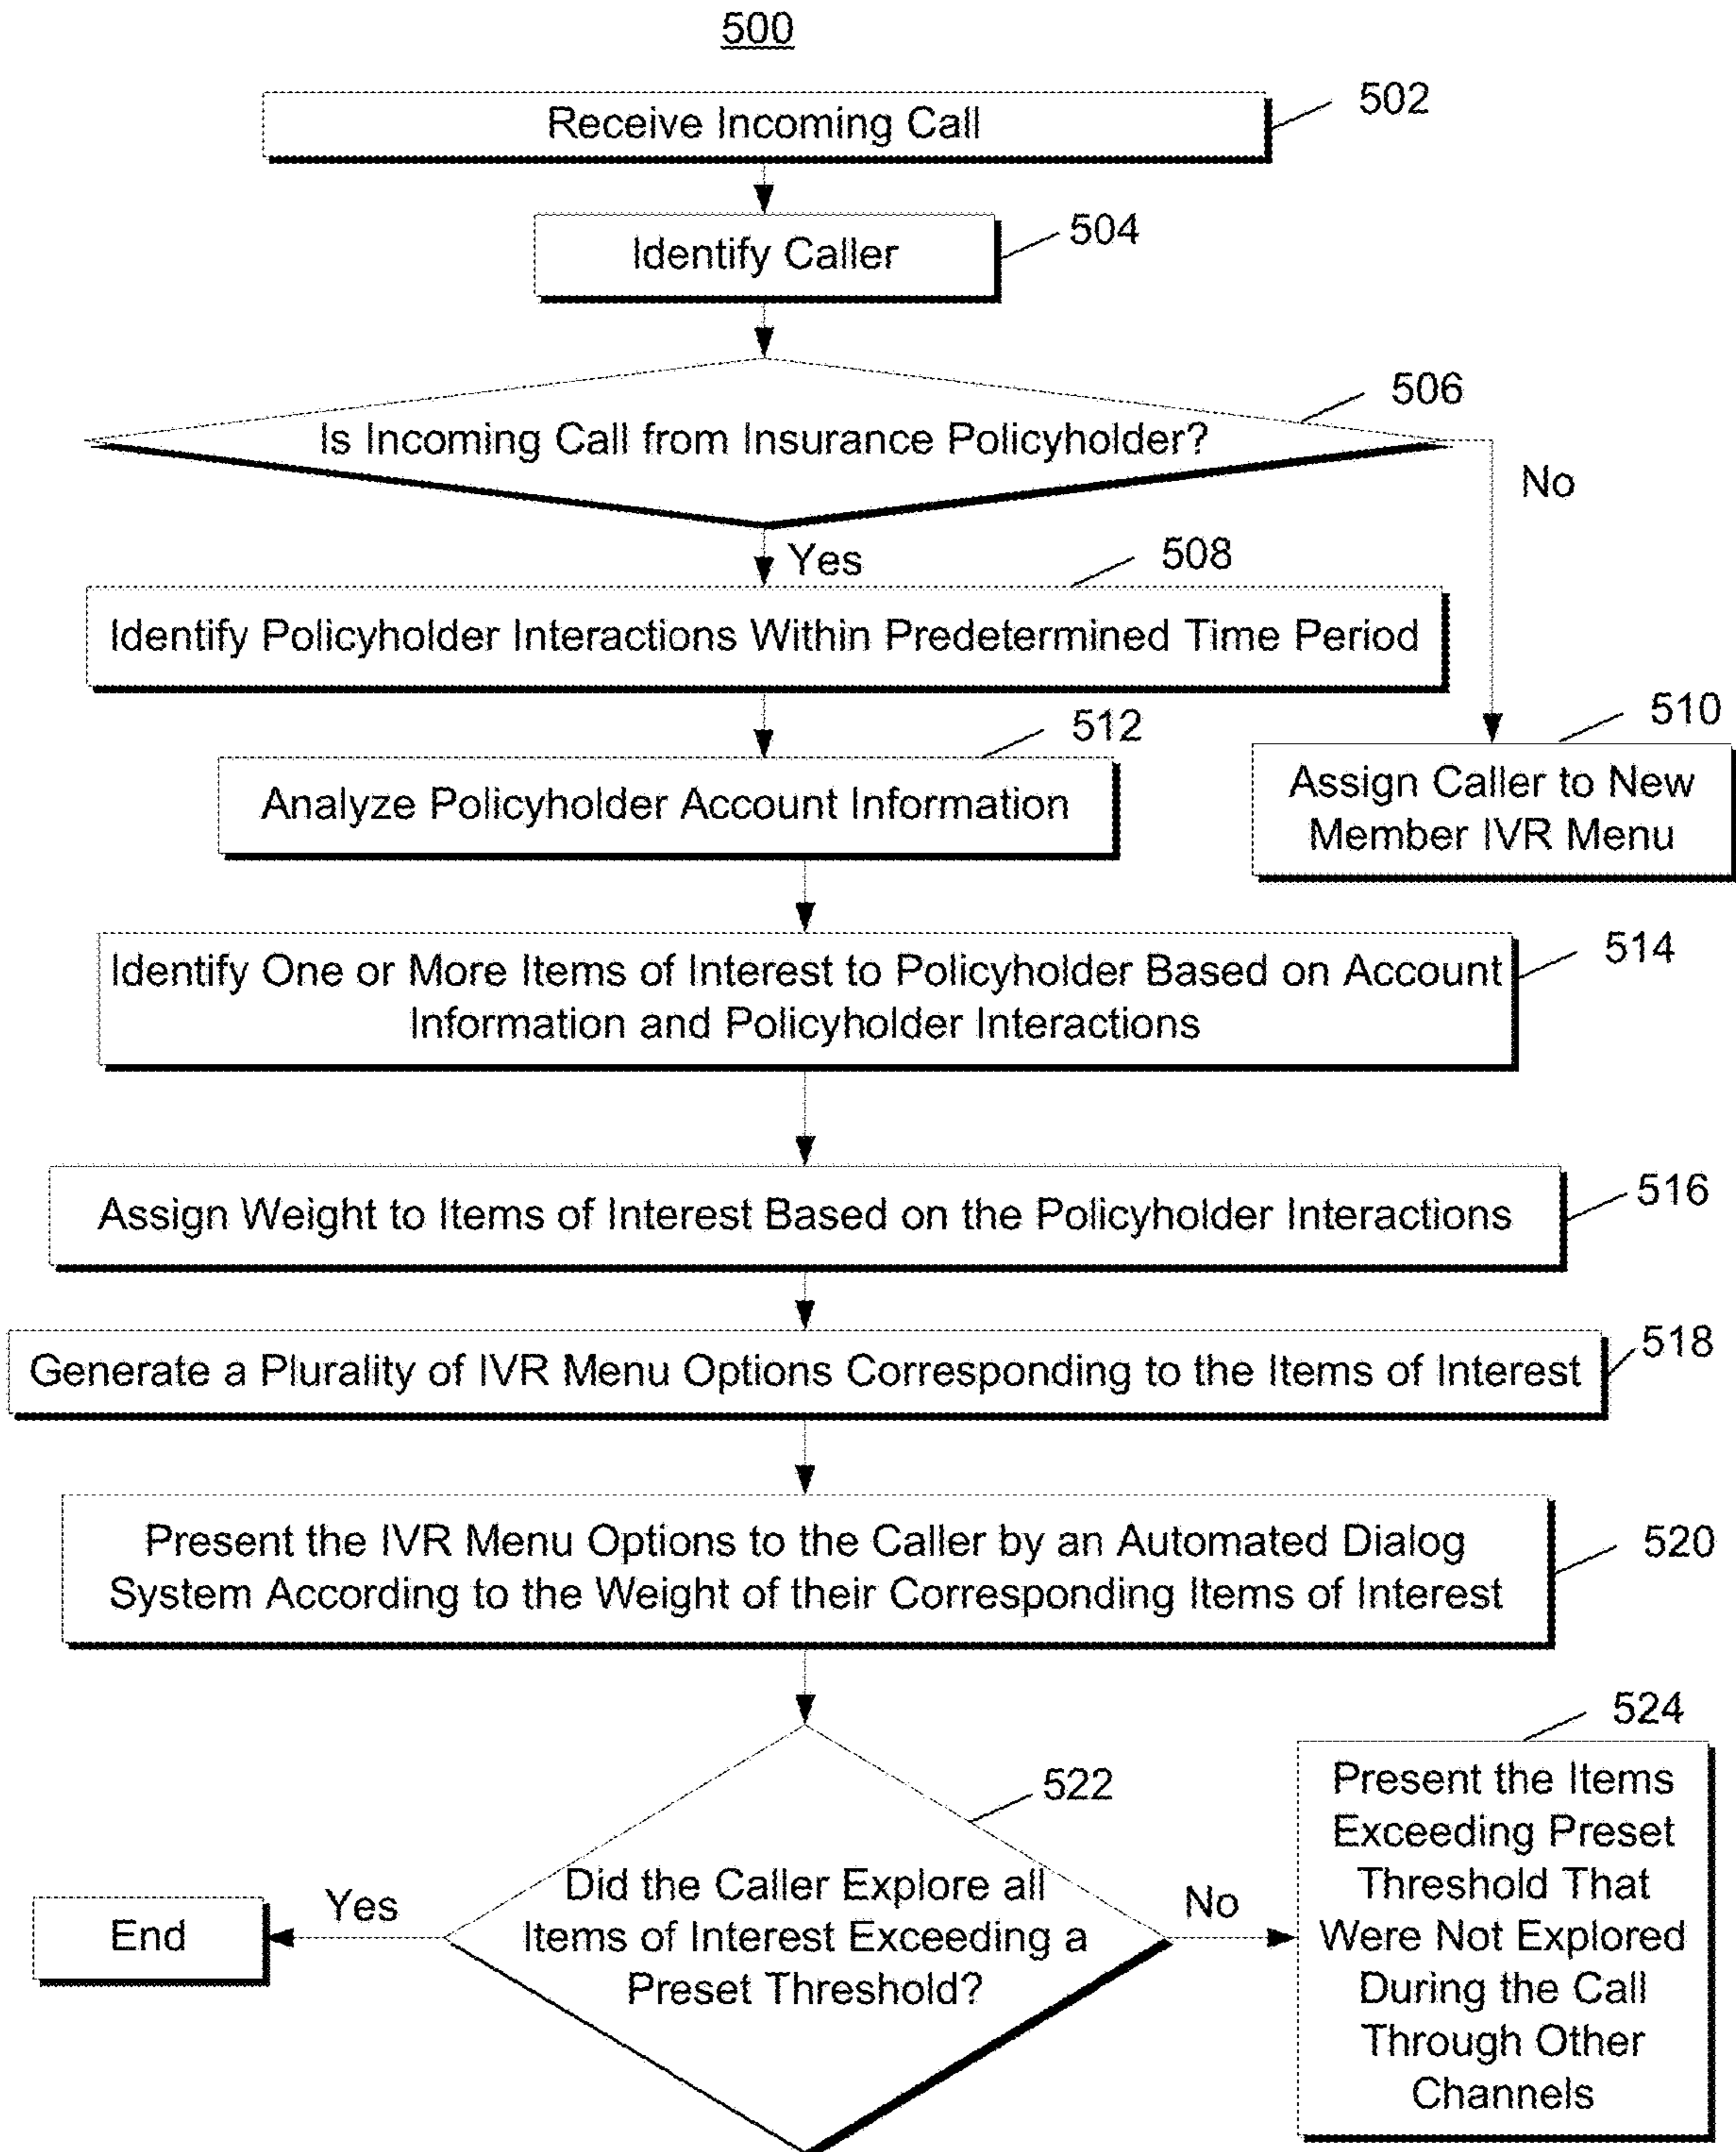 500
Receive Incoming Call
502
Identify Caller
504
Is Incoming Call from Insurance Policyholder?
506
No
Yes
508
Identify Policyholder Interactions Within Predetermined Time Period
512
Analyze Policyholder Account Information
510
Assign Caller to New
Member IVR Menu
Identify One or More Items of Interest to Policyholder Based on Account
Information and Policyholder Interactions
514
Assign Weight to Items of Interest Based on the Policyholder Interactions
516
Generate a Plurality of IVR Menu Options Corresponding to the Items of Interest
518
Present the IVR Menu Options to the Caller by an Automated Dialog
System According to the Weight of their Corresponding Items of Interest
520
522
Did the Caller Explore all
Items of Interest Exceeding a
Preset Threshold?
Yes
End
No
524
Present the Items
Exceeding Preset
Threshold That
Were Not Explored
During the Call
Through Other
Channels